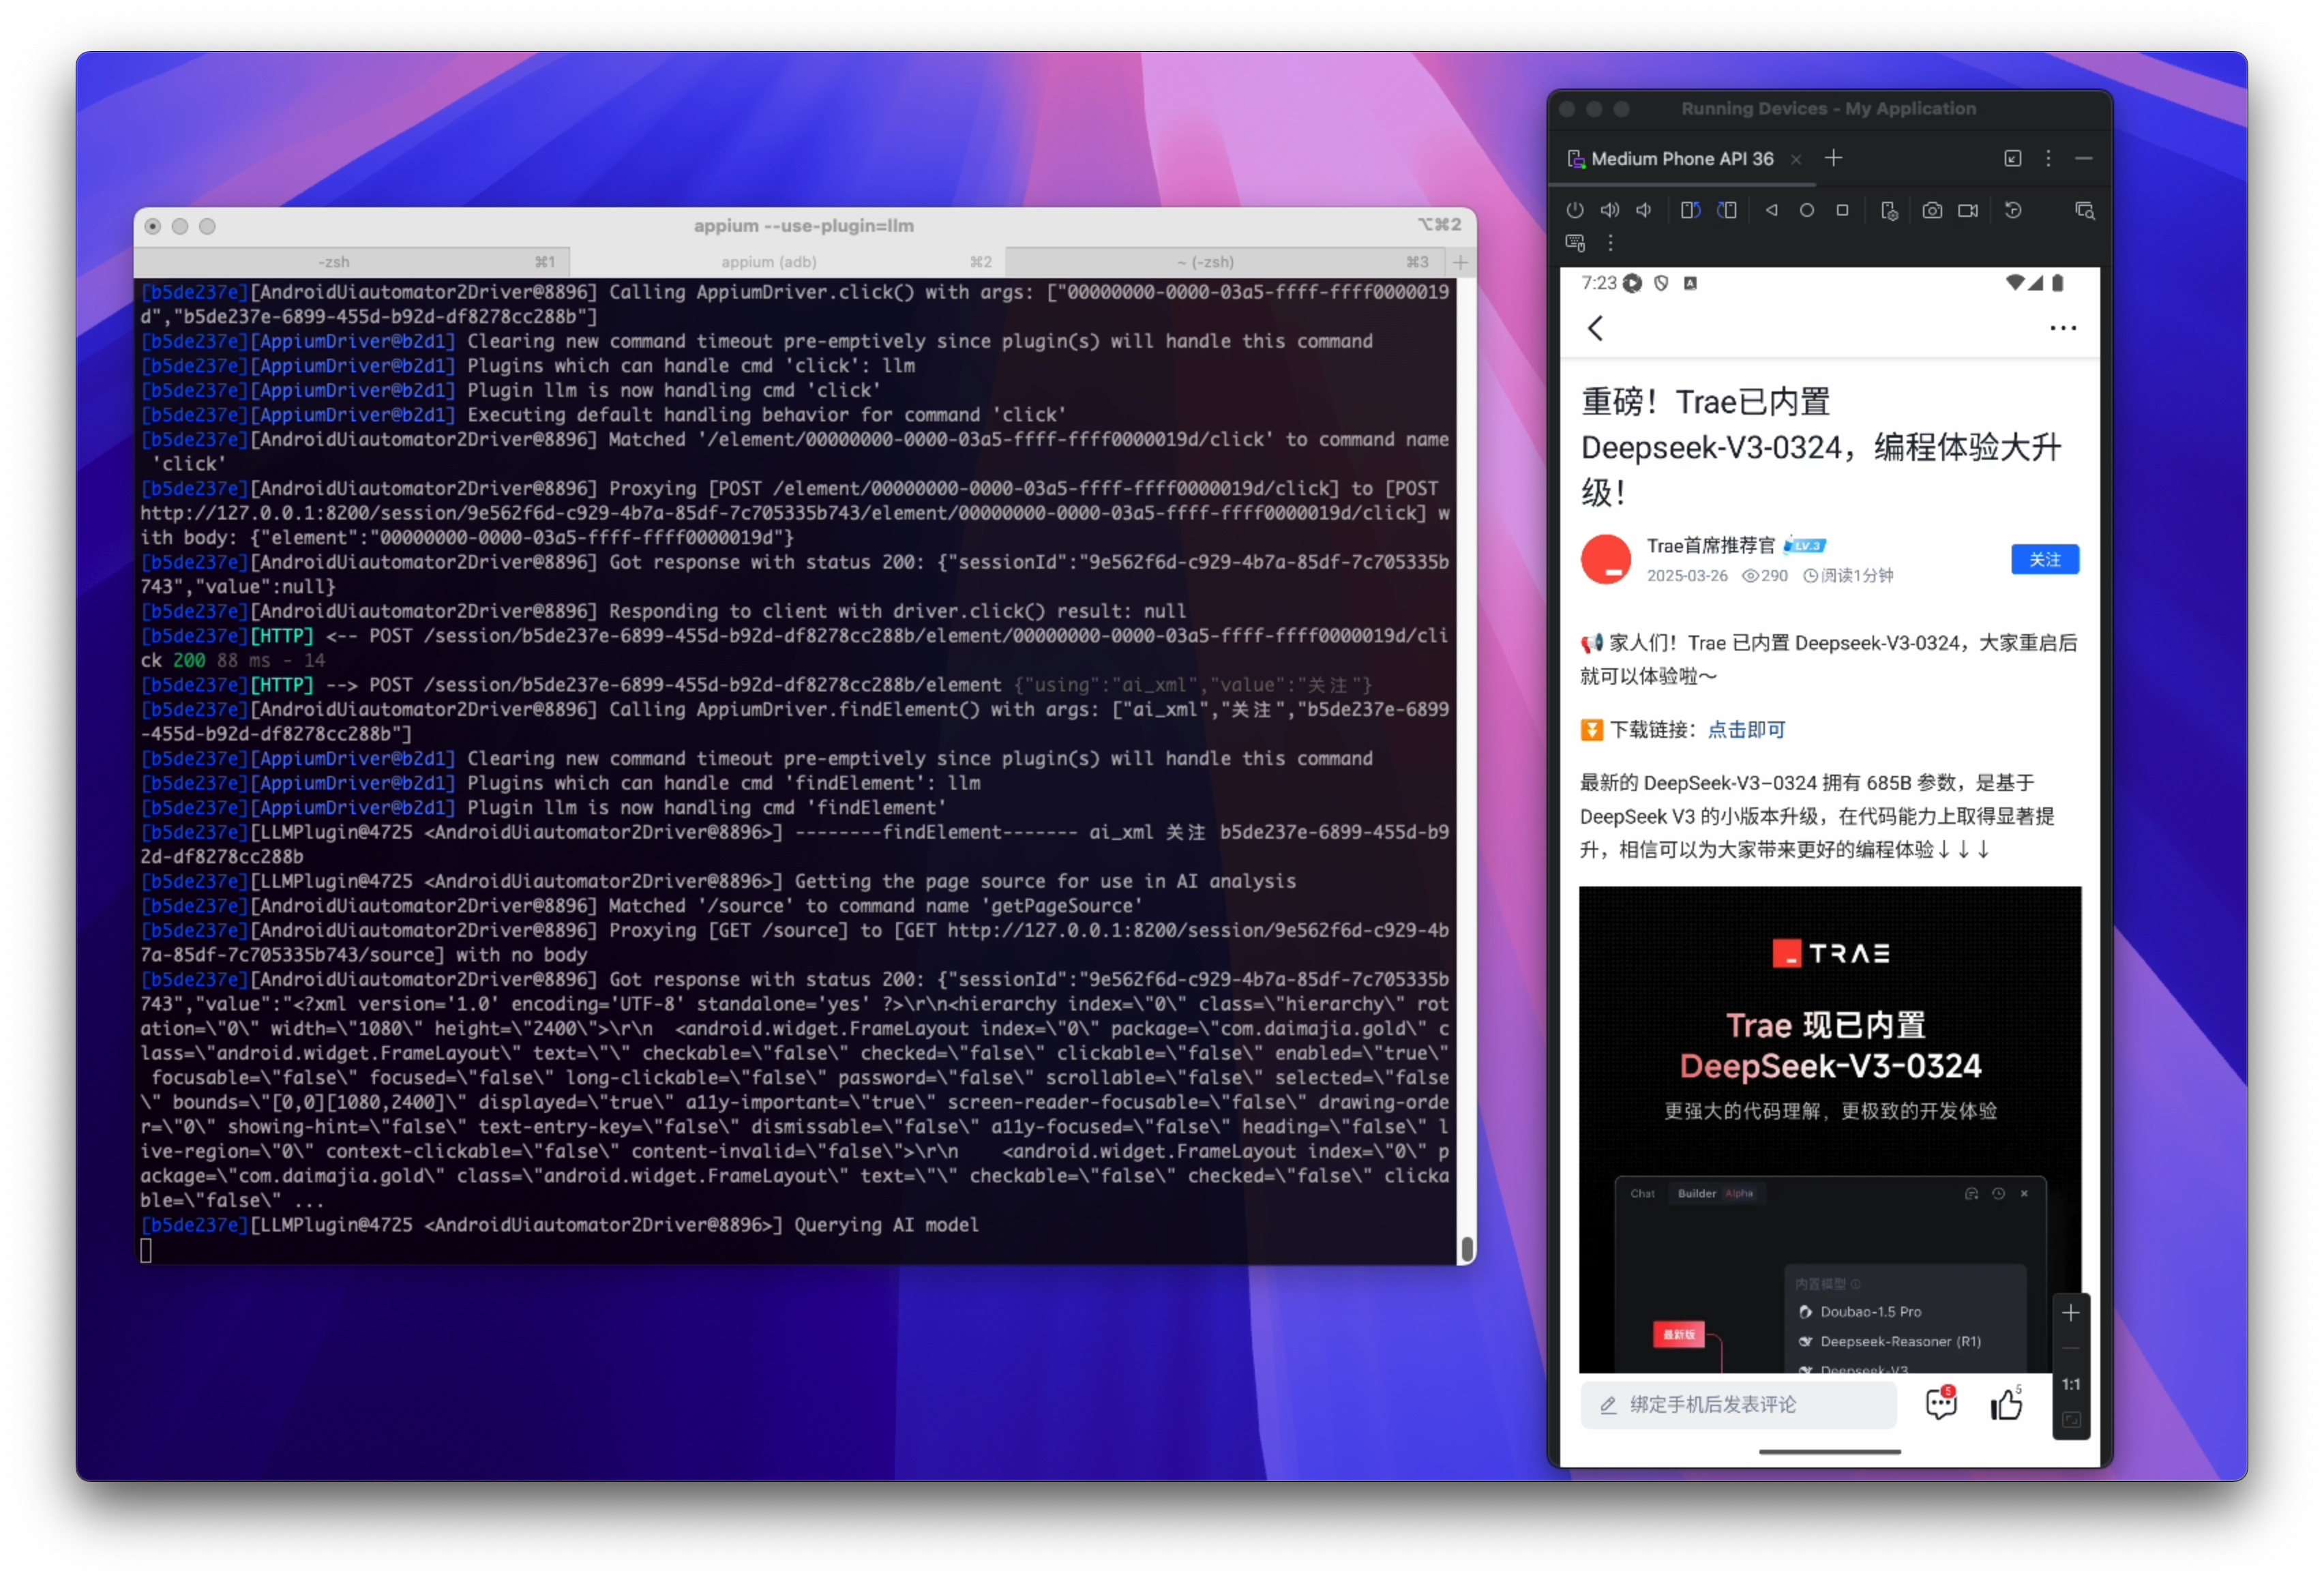 appium --use-plugin=llm
⌥⌘2
-zsh ⌘1
appium (adb) ⌘2
~ (-zsh) ⌘3
[b5de237e][AndroidUiautomator2Driver@8896] Calling AppiumDriver.click() with args: ["00000000-0000-03a5-ffff-ffff0000019
d","b5de237e-6899-455d-b92d-df8278cc288b"]
[b5de237e][AppiumDriver@b2d1] Clearing new command timeout pre-emptively since plugin(s) will handle this command
[b5de237e][AppiumDriver@b2d1] Plugins which can handle cmd 'click': llm
[b5de237e][AppiumDriver@b2d1] Plugin llm is now handling cmd 'click'
[b5de237e][AppiumDriver@b2d1] Executing default handling behavior for command 'click'
[b5de237e][AndroidUiautomator2Driver@8896] Matched '/element/00000000-0000-03a5-ffff-ffff0000019d/click' to command name
'click'
[b5de237e][AndroidUiautomator2Driver@8896] Proxying [POST /element/00000000-0000-03a5-ffff-ffff0000019d/click] to [POST
http://127.0.0.1:8200/session/9e562f6d-c929-4b7a-85df-7c705335b743/element/00000000-0000-03a5-ffff-ffff0000019d/click] w
ith body: {"element":"00000000-0000-03a5-ffff-ffff0000019d"}
[b5de237e][AndroidUiautomator2Driver@8896] Got response with status 200: {"sessionId":"9e562f6d-c929-4b7a-85df-7c705335b
743","value":null}
[b5de237e][AndroidUiautomator2Driver@8896] Responding to client with driver.click() result: null
[b5de237e][HTTP] <-- POST /session/b5de237e-6899-455d-b92d-df8278cc288b/element/00000000-0000-03a5-ffff-ffff0000019d/cli
ck 200 88 ms - 14
[b5de237e][HTTP] --> POST /session/b5de237e-6899-455d-b92d-df8278cc288b/element {"using":"ai_xml","value":"关注"}
[b5de237e][AndroidUiautomator2Driver@8896] Calling AppiumDriver.findElement() with args: ["ai_xml","关注","b5de237e-6899
-455d-b92d-df8278cc288b"]
[b5de237e][AppiumDriver@b2d1] Clearing new command timeout pre-emptively since plugin(s) will handle this command
[b5de237e][AppiumDriver@b2d1] Plugins which can handle cmd 'findElement': llm
[b5de237e][AppiumDriver@b2d1] Plugin llm is now handling cmd 'findElement'
[b5de237e][LLMPlugin@4725 <AndroidUiautomator2Driver@8896>] --------findElement------- ai_xml 关注 b5de237e-6899-455d-b9
2d-df8278cc288b
[b5de237e][LLMPlugin@4725 <AndroidUiautomator2Driver@8896>] Getting the page source for use in AI analysis
[b5de237e][AndroidUiautomator2Driver@8896] Matched '/source' to command name 'getPageSource'
[b5de237e][AndroidUiautomator2Driver@8896] Proxying [GET /source] to [GET http://127.0.0.1:8200/session/9e562f6d-c929-4b
7a-85df-7c705335b743/source] with no body
[b5de237e][AndroidUiautomator2Driver@8896] Got response with status 200: {"sessionId":"9e562f6d-c929-4b7a-85df-7c705335b
743","value":"<?xml version='1.0' encoding='UTF-8' standalone='yes' ?>\r\n<hierarchy index=\"0\" class=\"hierarchy\" rot
ation=\"0\" width=\"1080\" height=\"2400\">\r\n  <android.widget.FrameLayout index=\"0\" package=\"com.daimajia.gold\" c
lass=\"android.widget.FrameLayout\" text=\"\" checkable=\"false\" checked=\"false\" clickable=\"false\" enabled=\"true\"
focusable=\"false\" focused=\"false\" long-clickable=\"false\" password=\"false\" scrollable=\"false\" selected=\"false
\" bounds=\"[0,0][1080,2400]\" displayed=\"true\" a11y-important=\"true\" screen-reader-focusable=\"false\" drawing-orde
r=\"0\" showing-hint=\"false\" text-entry-key=\"false\" dismissable=\"false\" a11y-focused=\"false\" heading=\"false\" l
ive-region=\"0\" context-clickable=\"false\" content-invalid=\"false\">\r\n    <android.widget.FrameLayout index=\"0\" p
ackage=\"com.daimajia.gold\" class=\"android.widget.FrameLayout\" text=\"\" checkable=\"false\" checked=\"false\" clicka
ble=\"false\" ...
[b5de237e][LLMPlugin@4725 <AndroidUiautomator2Driver@8896>] Querying AI model
Running Devices - My Application
Medium Phone API 36
7:23
重磅！Trae已内置
Deepseek-V3-0324，编程体验大升
级！
Trae首席推荐官 LV.3
2025-03-26 290 阅读1分钟
关注
家人们！Trae 已内置 Deepseek-V3-0324，大家重启后
就可以体验啦～
下载链接：点击即可
最新的 DeepSeek-V3-0324 拥有 685B 参数，是基于
DeepSeek V3 的小版本升级，在代码能力上取得显著提
升，相信可以为大家带来更好的编程体验↓↓↓
TRAE
Trae 现已内置
DeepSeek-V3-0324
更强大的代码理解，更极致的开发体验
Chat Builder Alpha
内置模型
Doubao-1.5 Pro
最新版
Deepseek-Reasoner (R1)
Deepseek-V3
1:1
绑定手机后发表评论
5
5